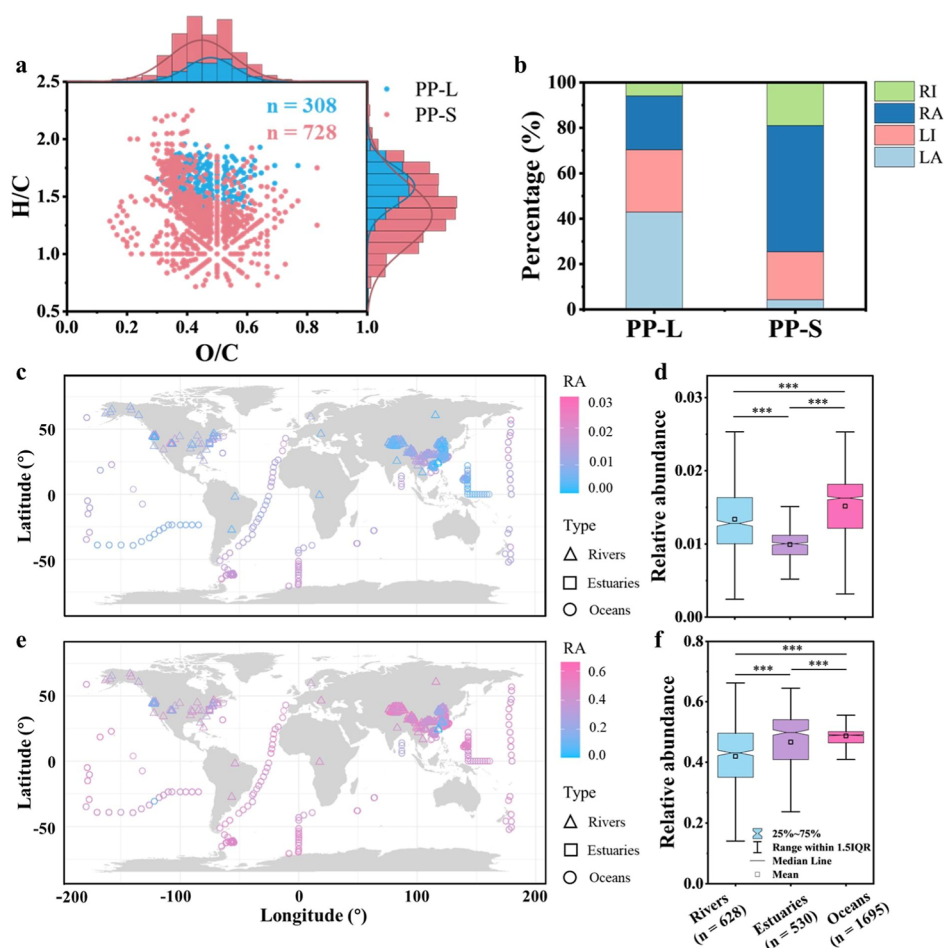 a
2.5
2.0
1.5
1.0
0.5
H/C
n = 308
n = 728
PP-L
PP-S
0.0 0.2 0.4 0.6 0.8 1.0
O/C
b
100
80
60
40
20
0
Percentage (%)
PP-L PP-S
RI
RA
LI
LA
c
50
0
-50
Latitude (°)
RA
0.03
0.02
0.01
0.00
Type
Rivers
Estuaries
Oceans
d
0.03
0.02
0.01
0.00
Relative abundance
***
*** ***
e
50
0
-50
Latitude (°)
-200 -100 0 100 200
Longitude (°)
RA
0.6
0.4
0.2
0.0
Type
Rivers
Estuaries
Oceans
f
0.8
0.6
0.4
0.2
0.0
Relative abundance
***
*** ***
25%~75%
Range within 1.5IQR
Median Line
Mean
Rivers
(n = 628)
Estuaries
(n = 530)
Oceans
(n = 1695)